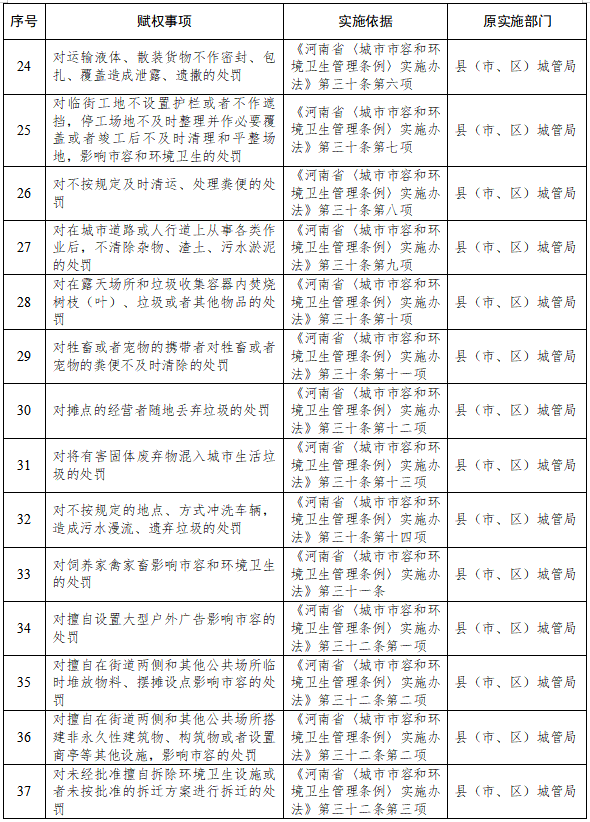 序号 赋权事项 实施依据 原实施部门
24
对运输液体、散装货物不作密封、包
扎、覆盖造成泄露、遗撒的处罚
《河南省〈城市市容和环
境卫生管理条例〉实施办
法》第三十条第六项
县（市、区）城管局
25
对临街工地不设置护栏或者不作遮
挡，停工场地不及时整理并作必要覆
盖或者竣工后不及时清理和平整场
地，影响市容和环境卫生的处罚
《河南省〈城市市容和环
境卫生管理条例〉实施办
法》第三十条第七项
县（市、区）城管局
26
对不按规定及时清运、处理粪便的处
罚
《河南省〈城市市容和环
境卫生管理条例〉实施办
法》第三十条第八项
县（市、区）城管局
27
对在城市道路或人行道上从事各类作
业后，不清除杂物、渣土、污水淤泥
的处罚
《河南省〈城市市容和环
境卫生管理条例〉实施办
法》第三十条第九项
县（市、区）城管局
28
对在露天场所和垃圾收集容器内焚烧
树枝（叶）、垃圾或者其他物品的处
罚
《河南省〈城市市容和环
境卫生管理条例〉实施办
法》第三十条第十项
县（市、区）城管局
29
对牲畜或者宠物的携带者对牲畜或者
宠物的粪便不及时清除的处罚
《河南省〈城市市容和环
境卫生管理条例〉实施办
法》第三十条第十一项
县（市、区）城管局
30
对摊点的经营者随地丢弃垃圾的处罚
《河南省〈城市市容和环
境卫生管理条例〉实施办
法》第三十条第十二项
县（市、区）城管局
31
对将有害固体废弃物混入城市生活垃
圾的处罚
《河南省〈城市市容和环
境卫生管理条例〉实施办
法》第三十条第十三项
县（市、区）城管局
32
对不按规定的地点、方式冲洗车辆，
造成污水漫流、遗弃垃圾的处罚
《河南省〈城市市容和环
境卫生管理条例〉实施办
法》第三十条第十四项
县（市、区）城管局
33
对饲养家禽家畜影响市容和环境卫生
的处罚
《河南省〈城市市容和环
境卫生管理条例〉实施办
法》第三十一条
县（市、区）城管局
34
对擅自设置大型户外广告影响市容的
处罚
《河南省〈城市市容和环
境卫生管理条例〉实施办
法》第三十二条第一项
县（市、区）城管局
35
对擅自在街道两侧和其他公共场所临
时堆放物料、摆摊设点影响市容的处
罚
《河南省〈城市市容和环
境卫生管理条例〉实施办
法》第三十二条第二项
县（市、区）城管局
36
对擅自在街道两侧和其他公共场所搭
建非永久性建筑物、构筑物或者设置
商亭等其他设施，影响市容的处罚
《河南省〈城市市容和环
境卫生管理条例〉实施办
法》第三十二条第二项
县（市、区）城管局
37
对未经批准擅自拆除环境卫生设施或
者未按批准的拆迁方案进行拆迁的处
罚
《河南省〈城市市容和环
境卫生管理条例〉实施办
法》第三十二条第三项
县（市、区）城管局